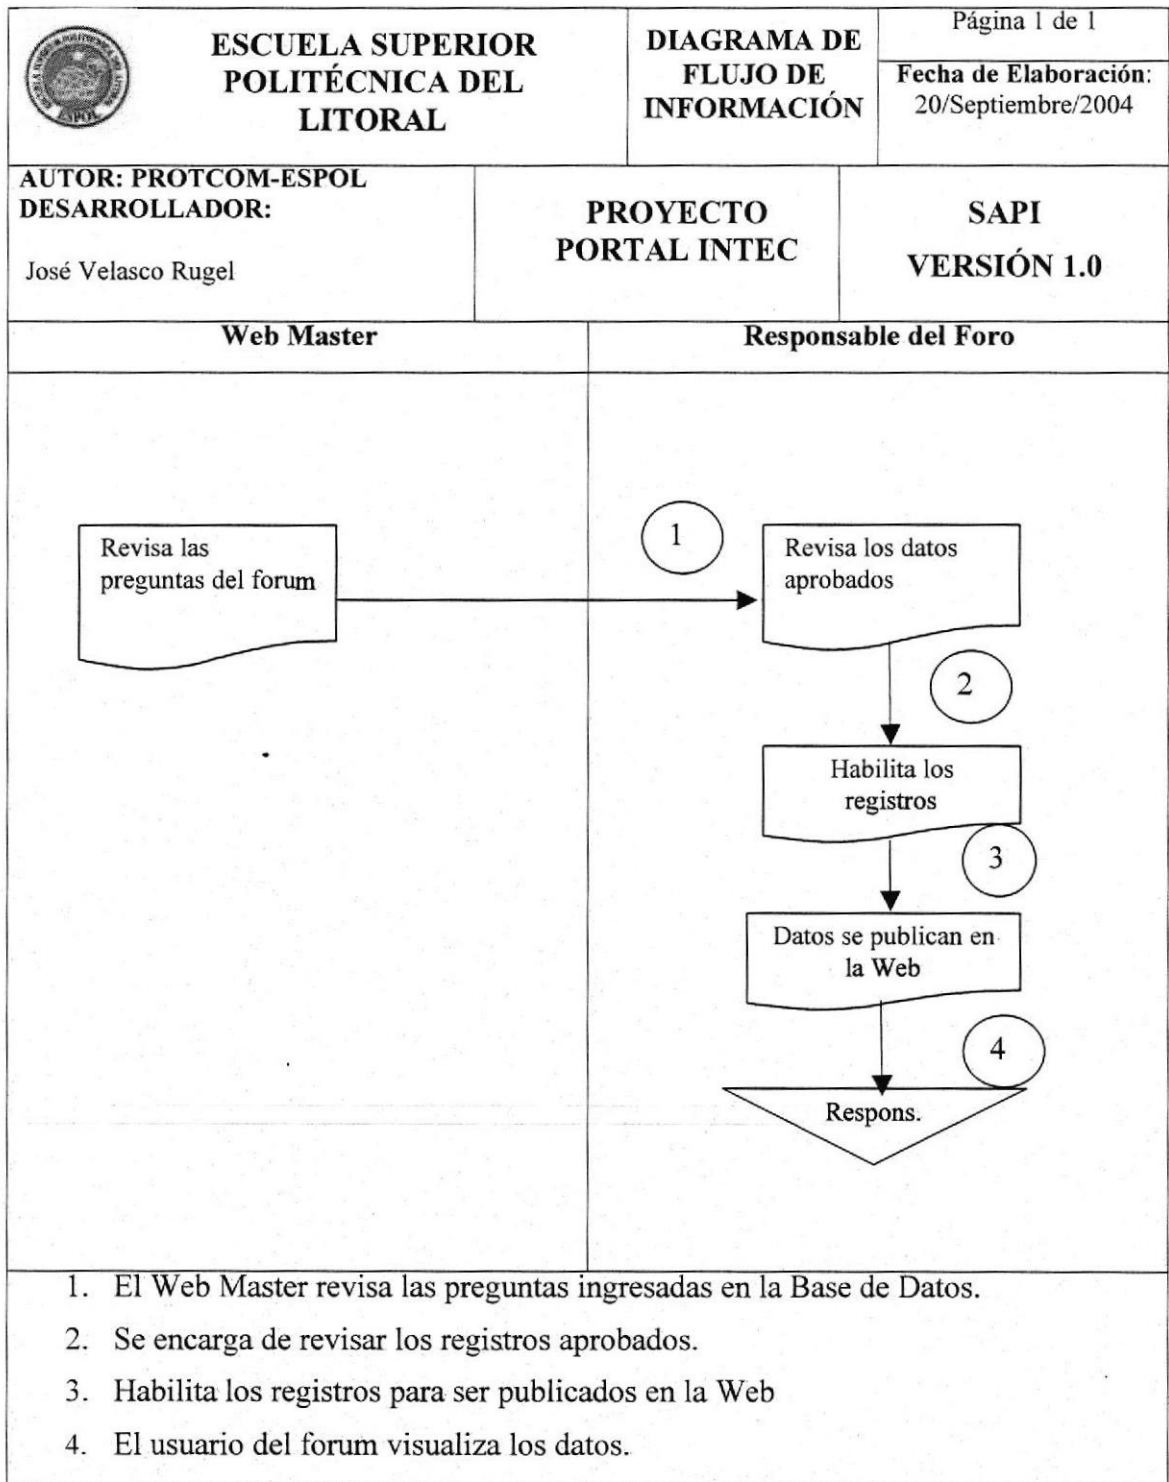 ESPOL
ESCUELA SUPERIOR
POLITÉCNICA DEL
LITORAL
DIAGRAMA DE
FLUJO DE
INFORMACIÓN
Página 1 de 1
Fecha de Elaboración:
20/Septiembre/2004
AUTOR: PROTCOM-ESPOL
DESARROLLADOR:
José Velasco Rugel
PROYECTO
PORTAL INTEC
SAPI
VERSIÓN 1.0
Web Master
Responsable del Foro
Revisa las
preguntas del forum
1
Revisa los datos
aprobados
2
Habilita los
registros
3
Datos se publican en
la Web
4
Respons.
1. El Web Master revisa las preguntas ingresadas en la Base de Datos.
2. Se encarga de revisar los registros aprobados.
3. Habilita los registros para ser publicados en la Web
4. El usuario del forum visualiza los datos.